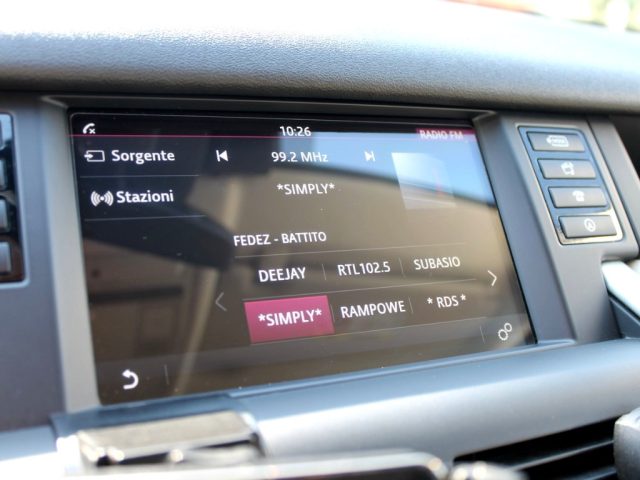 10:26
RADIO FM
Sorgente
99.2 MHz
Stazioni
*SIMPLY*
FEDEZ - BATTITO
DEEJAY RTL102.5 SUBASIO
*SIMPLY* RAMPOWE * RDS *